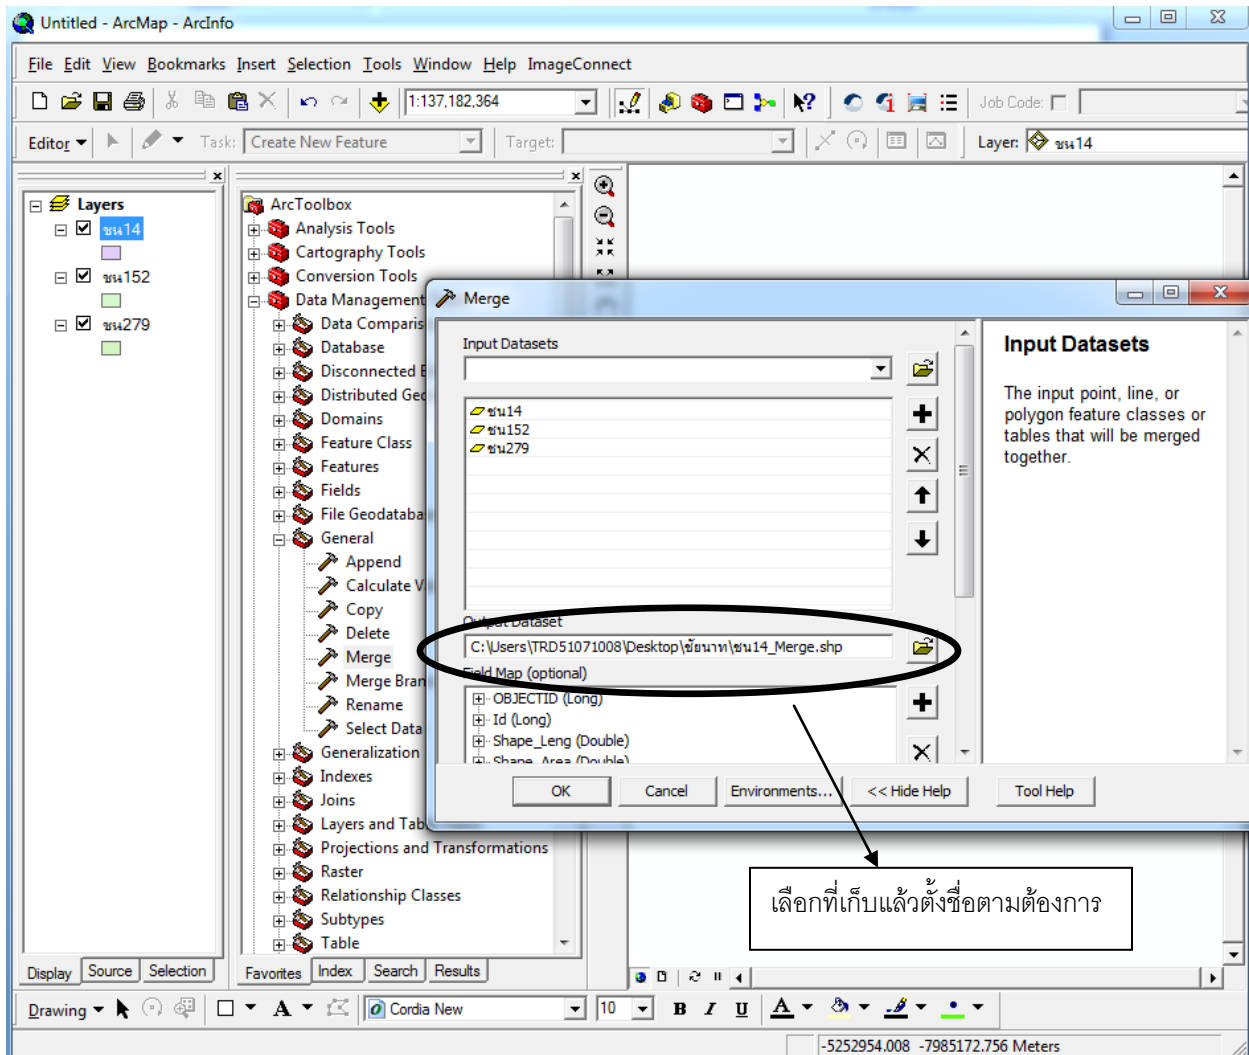 Untitled - ArcMap - ArcInfo
File Edit View Bookmarks Insert Selection Tools Window Help ImageConnect
1:137,182,364
Job Code:
Editor
Task:
Create New Feature
Target:
Layer:
ชน14
Layers
ชน14
ชน152
ชน279
Display
Source
Selection
ArcToolbox
Analysis Tools
Cartography Tools
Conversion Tools
Data Management
Data Comparis
Database
Disconnected E
Distributed Geo
Domains
Feature Class
Features
Fields
File Geodataba
General
Append
Calculate V
Copy
Delete
Merge
Merge Bran
Rename
Select Data
Generalization
Indexes
Joins
Layers and Tab
Projections and Transformations
Raster
Relationship Classes
Subtypes
Table
Favorites
Index
Search
Results
Merge
Input Datasets
ชน14
ชน152
ชน279
Output Dataset
C:\Users\TRD51071008\Desktop\ชัยนาท\ชน14_Merge.shp
Field Map (optional)
OBJECTID (Long)
Id (Long)
Shape_Leng (Double)
Shape_Area (Double)
OK
Cancel
Environments...
<< Hide Help
Tool Help
Input Datasets
The input point, line, or
polygon feature classes or
tables that will be merged
together.
เลือกที่เก็บแล้วตั้งชื่อตามต้องการ
Drawing
A
Cordia New
10
B I U
A
-5252954.008 -7985172.756 Meters